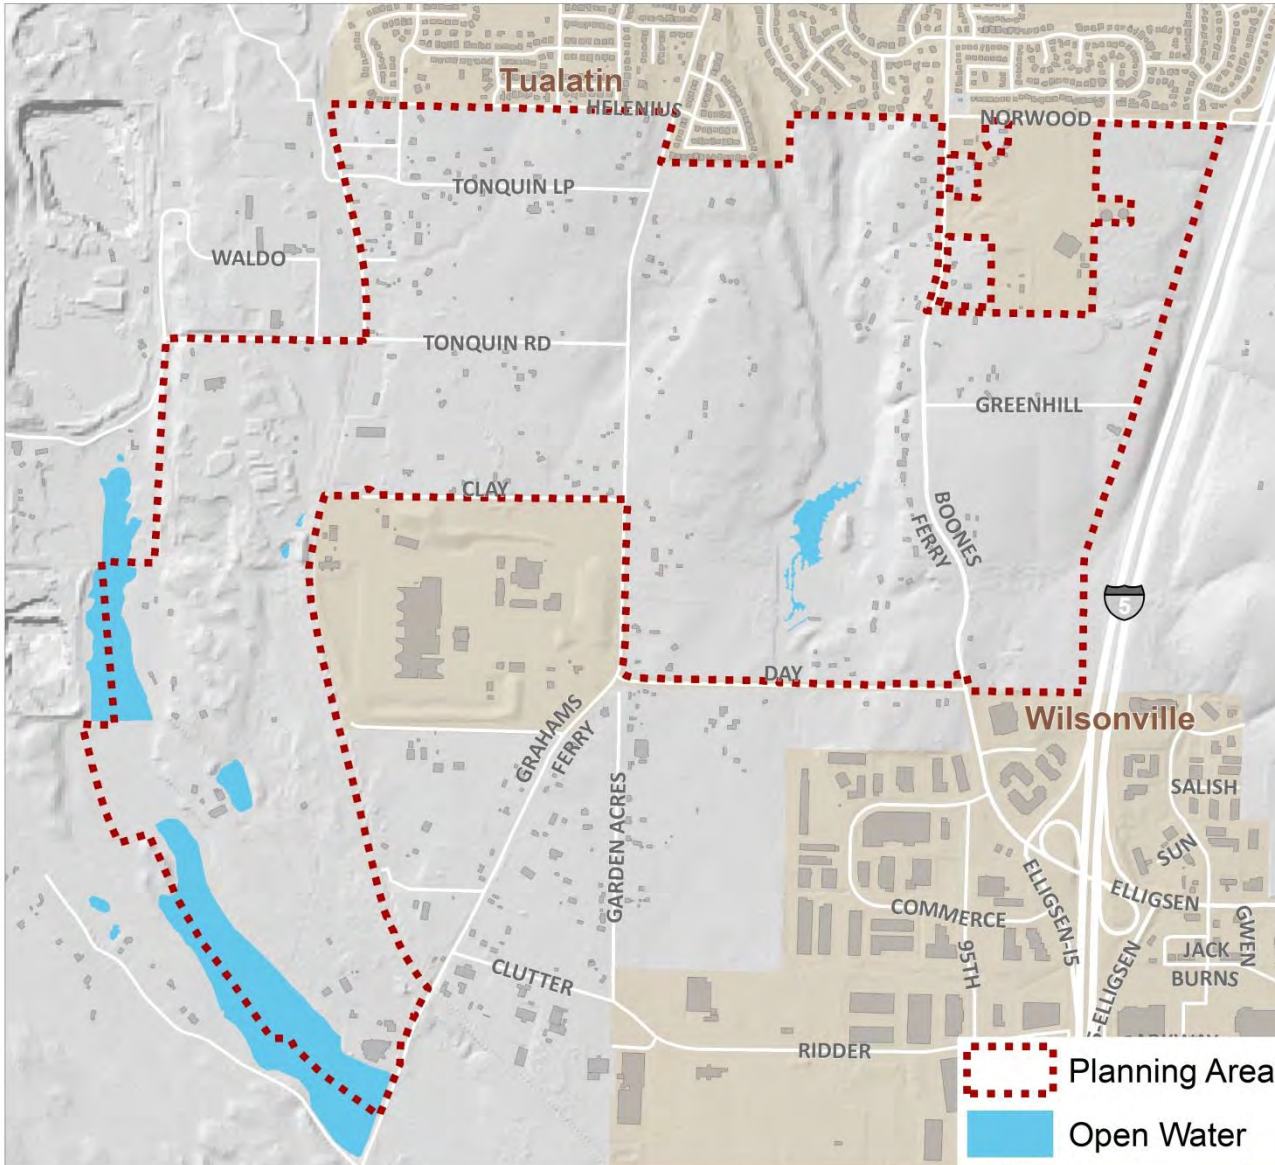 Tualatin
HELENIUS
NORWOOD
TONQUIN LP
WALDO
TONQUIN RD
GREENHILL
CLAY
BOONES
FERRY
5
DAY
Wilsonville
GRAHAMS
FERRY
GARDEN ACRES
SALISH
SUN
ELLIGSEN
ELLIGSEN-I5
GWEN
COMMERCE
95TH
JACK
BURNS
CLUTTER
-ELLIGSEN
RIDDER
Planning Area
Open Water